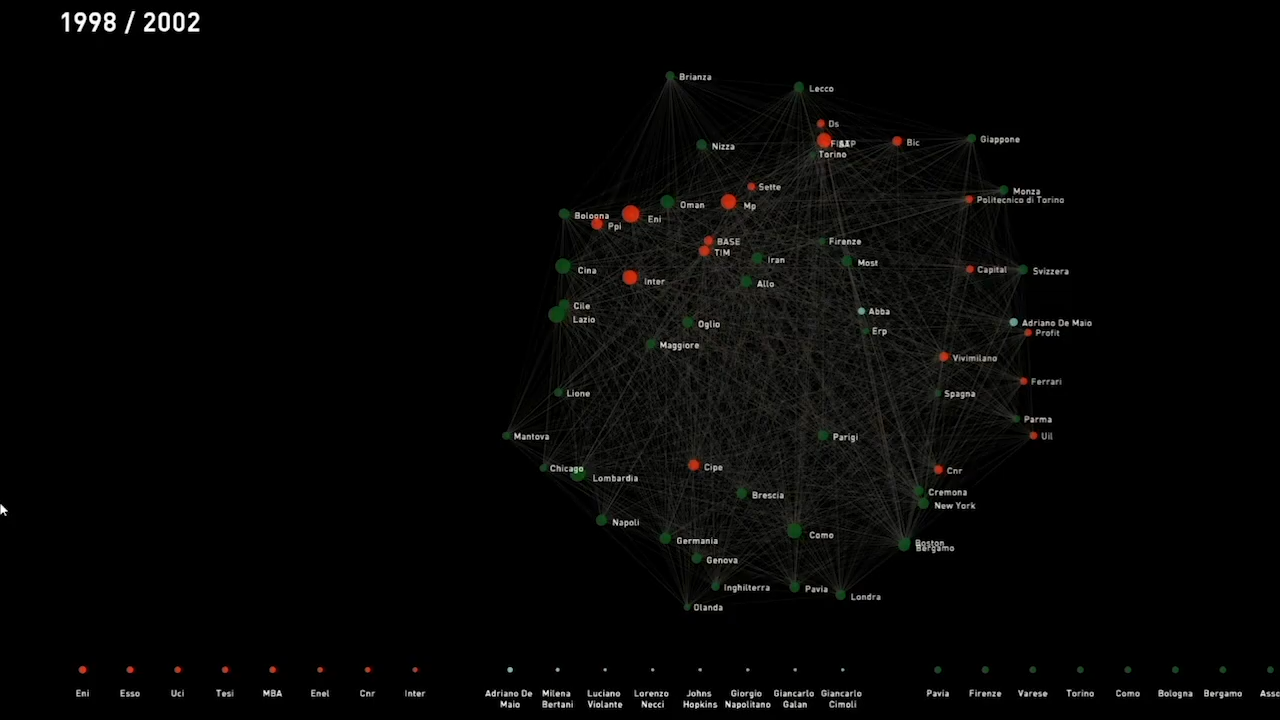 1998 / 2002
Brianza
Lecco
Ds
Giappone
Bic
Nizza
Torino
Sette
Monza
Politecnico di Torino
Oman
Mp
Bologna
Eni
Ppi
BASE
Firenze
TIM
Iran
Most
Cina
Capital
Svizzera
Inter
Allo
Cile
Abba
Lazio
Oglio
Adriano De Maio
Erp
Profit
Maggiore
Vivimilano
Ferrari
Lione
Spagna
Parma
Mantova
Parigi
Uil
Chicago
Cipe
Cnr
Lombardia
Brescia
Cremona
New York
Napoli
Como
Germania
Boston
Bergamo
Genova
Inghilterra
Pavia
Londra
Olanda
Eni Esso Uci Tesi MBA Enel Cnr Inter
Adriano De Milena Luciano Lorenzo Johns Giorgio Giancarlo Giancarlo
Maio Bertani Violante Necci Hopkins Napolitano Galan Cimoli
Pavia Firenze Varese Torino Como Bologna Bergamo